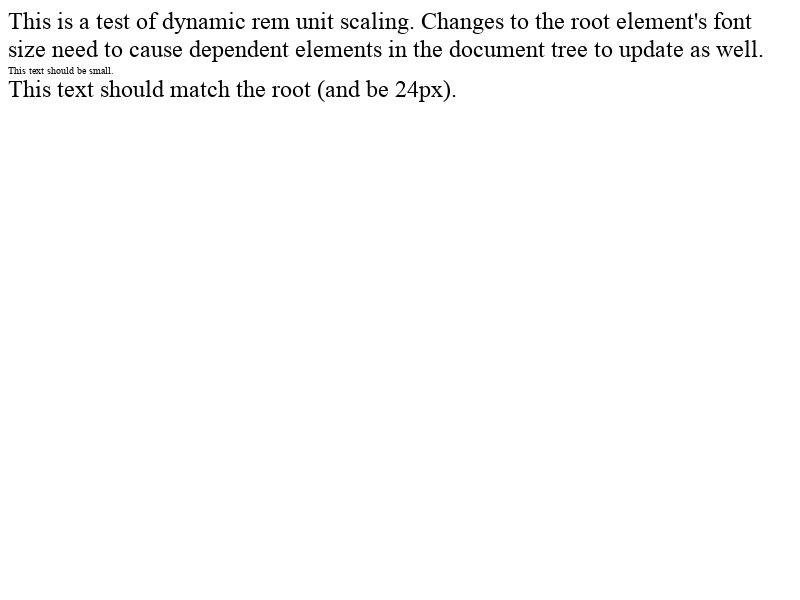 This is a test of dynamic rem unit scaling. Changes to the root element's font
size need to cause dependent elements in the document tree to update as well.
This text should be small.
This text should match the root (and be 24px).